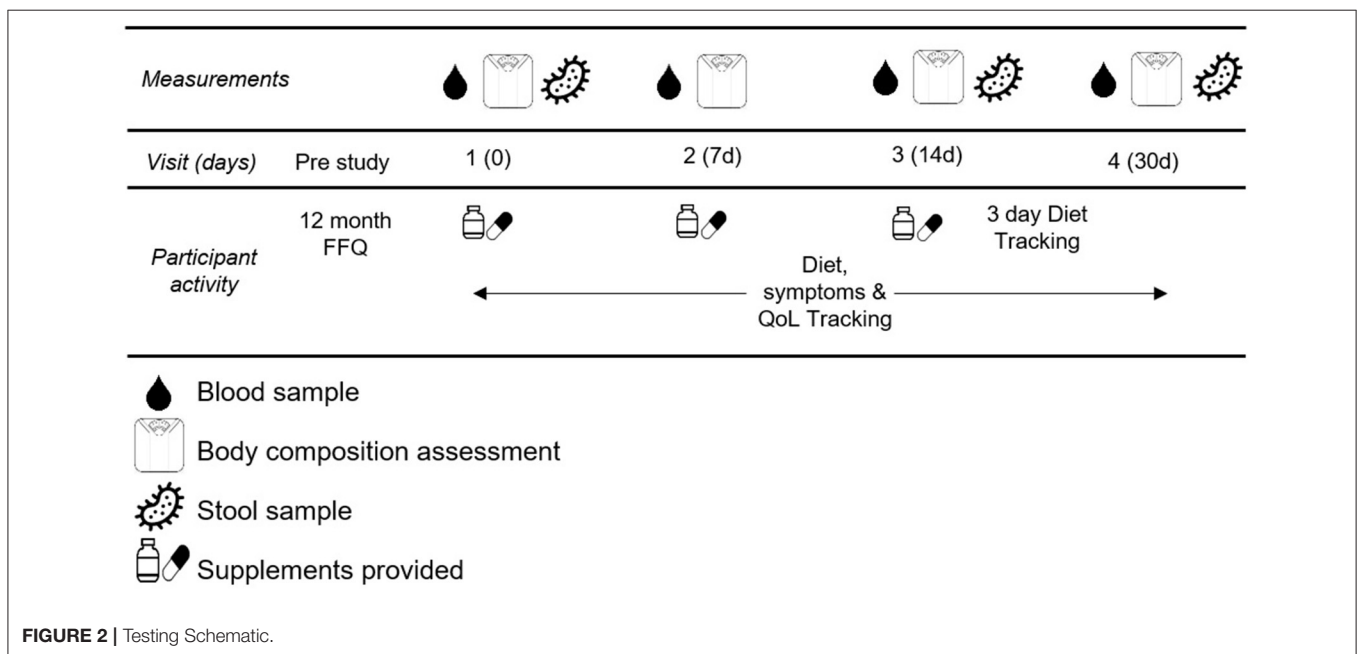 Measurements
Visit (days) Pre study 1 (0) 2 (7d) 3 (14d) 4 (30d)
Participant
activity
12 month
FFQ
3 day Diet
Tracking
Diet,
symptoms &
QoL Tracking
Blood sample
Body composition assessment
Stool sample
Supplements provided
FIGURE 2 | Testing Schematic.